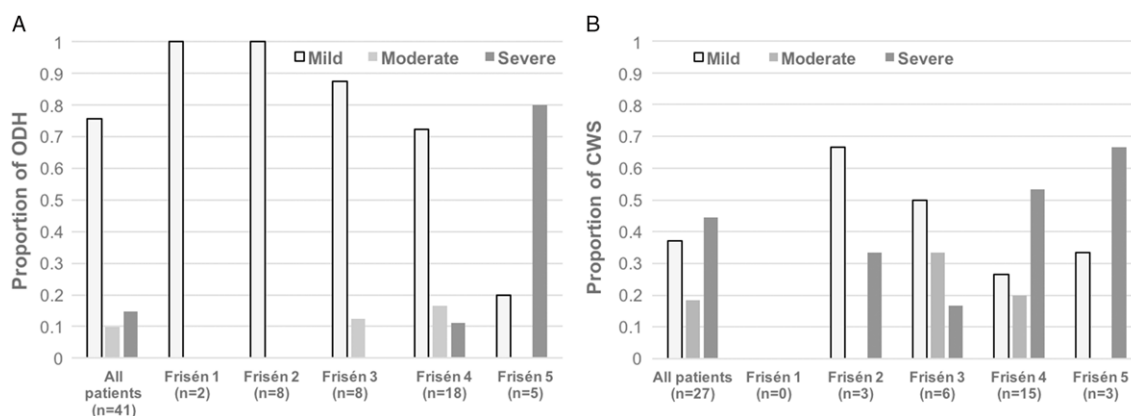 A
Proportion of ODH
1
0.9
0.8
0.7
0.6
0.5
0.4
0.3
0.2
0.1
0
Mild Moderate Severe
All patients (n=41)
Frisén 1 (n=2)
Frisén 2 (n=8)
Frisén 3 (n=8)
Frisén 4 (n=18)
Frisén 5 (n=5)
B
Proportion of CWS
1
0.9
0.8
0.7
0.6
0.5
0.4
0.3
0.2
0.1
0
Mild Moderate Severe
All patients (n=27)
Frisén 1 (n=0)
Frisén 2 (n=3)
Frisén 3 (n=6)
Frisén 4 (n=15)
Frisén 5 (n=3)